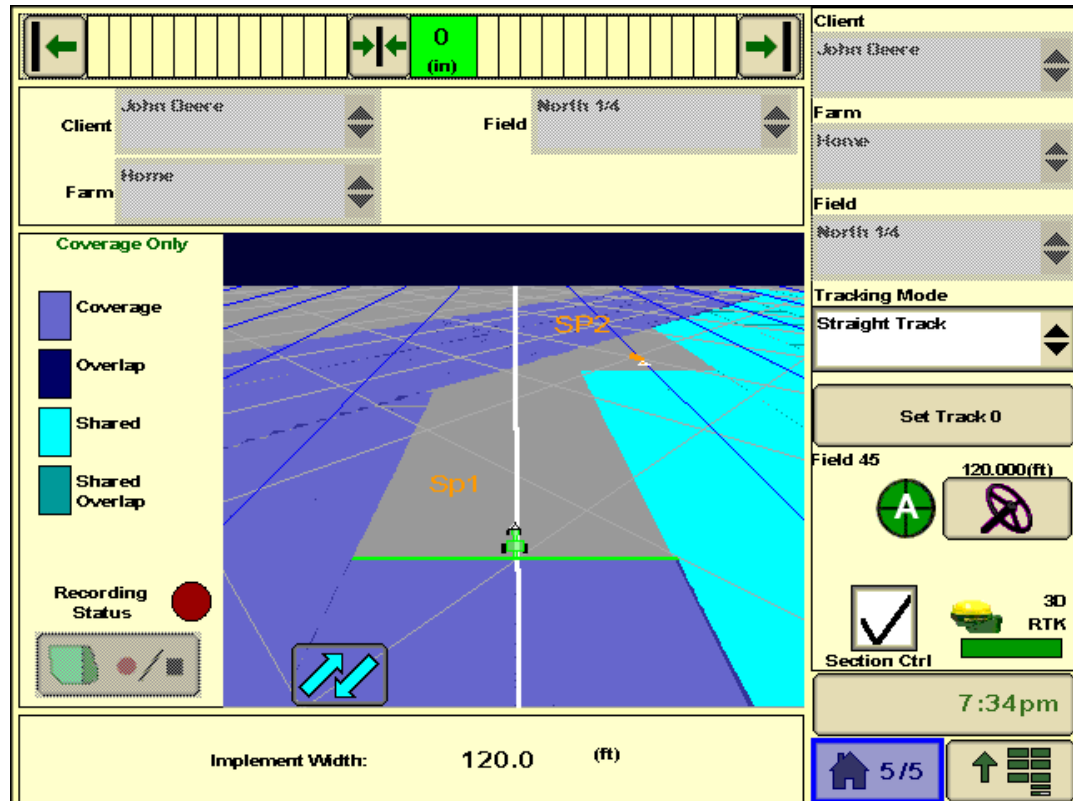 0
(in)
Client
John Deere
Field
North 1/4
Farm
Home
Coverage Only
Coverage
Overlap
Shared
Shared
Overlap
Recording
Status
SP2
Sp1
Implement Width: 120.0 (ft)
Client
John Deere
Farm
Home
Field
North 1/4
Tracking Mode
Straight Track
Set Track 0
Field 45
120.000(ft)
A
3D
RTK
Section Ctrl
7:34pm
5/5